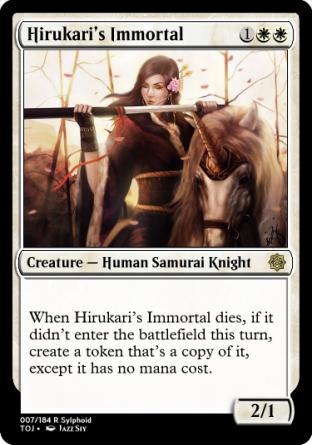 Hirukari's Immortal 1
Creature — Human Samurai Knight
When Hirukari's Immortal dies, if it
didn't enter the battlefield this turn,
create a token that's a copy of it,
except it has no mana cost.
2/1
007/184 R Sylphoid
TOJ • Jazz Siy